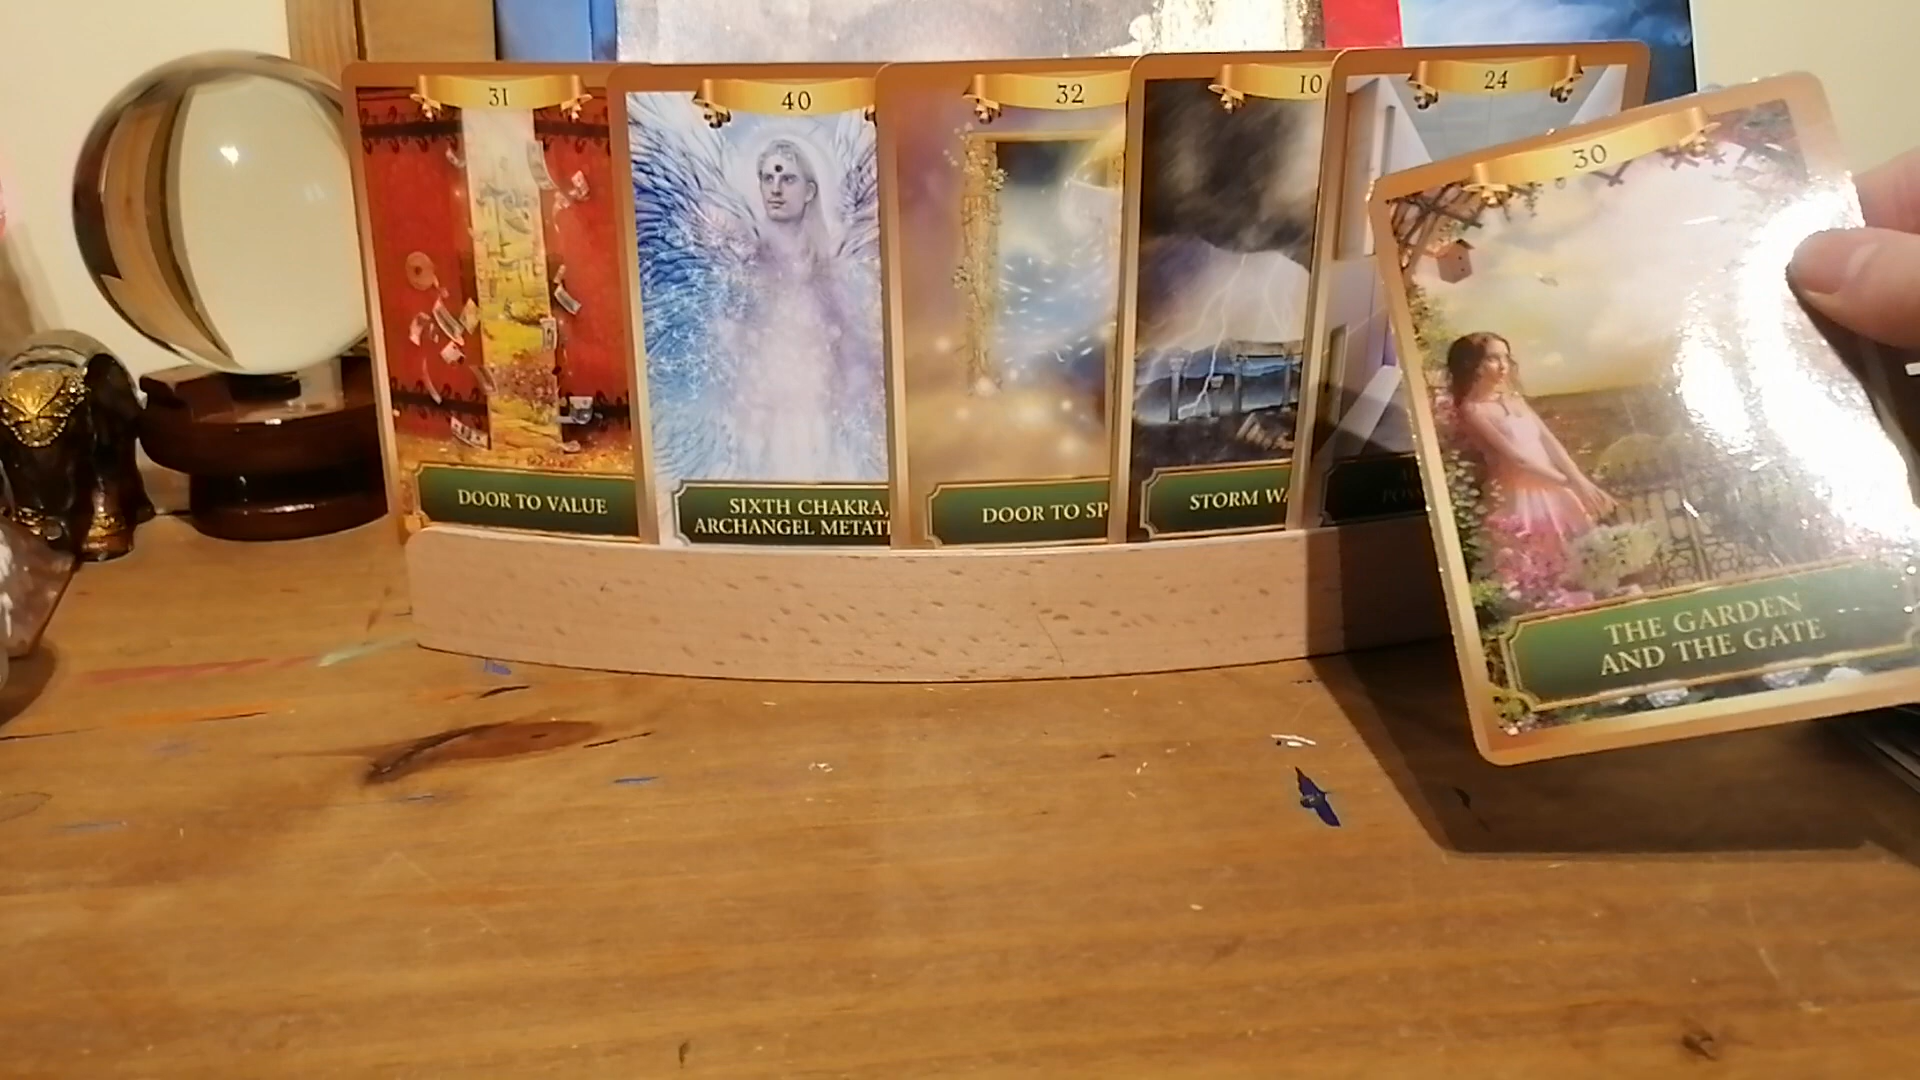 31
DOOR TO VALUE
40
SIXTH CHAKRA,
ARCHANGEL METAT
32
DOOR TO SP
10
STORM WA
24
30
THE GARDEN
AND THE GATE